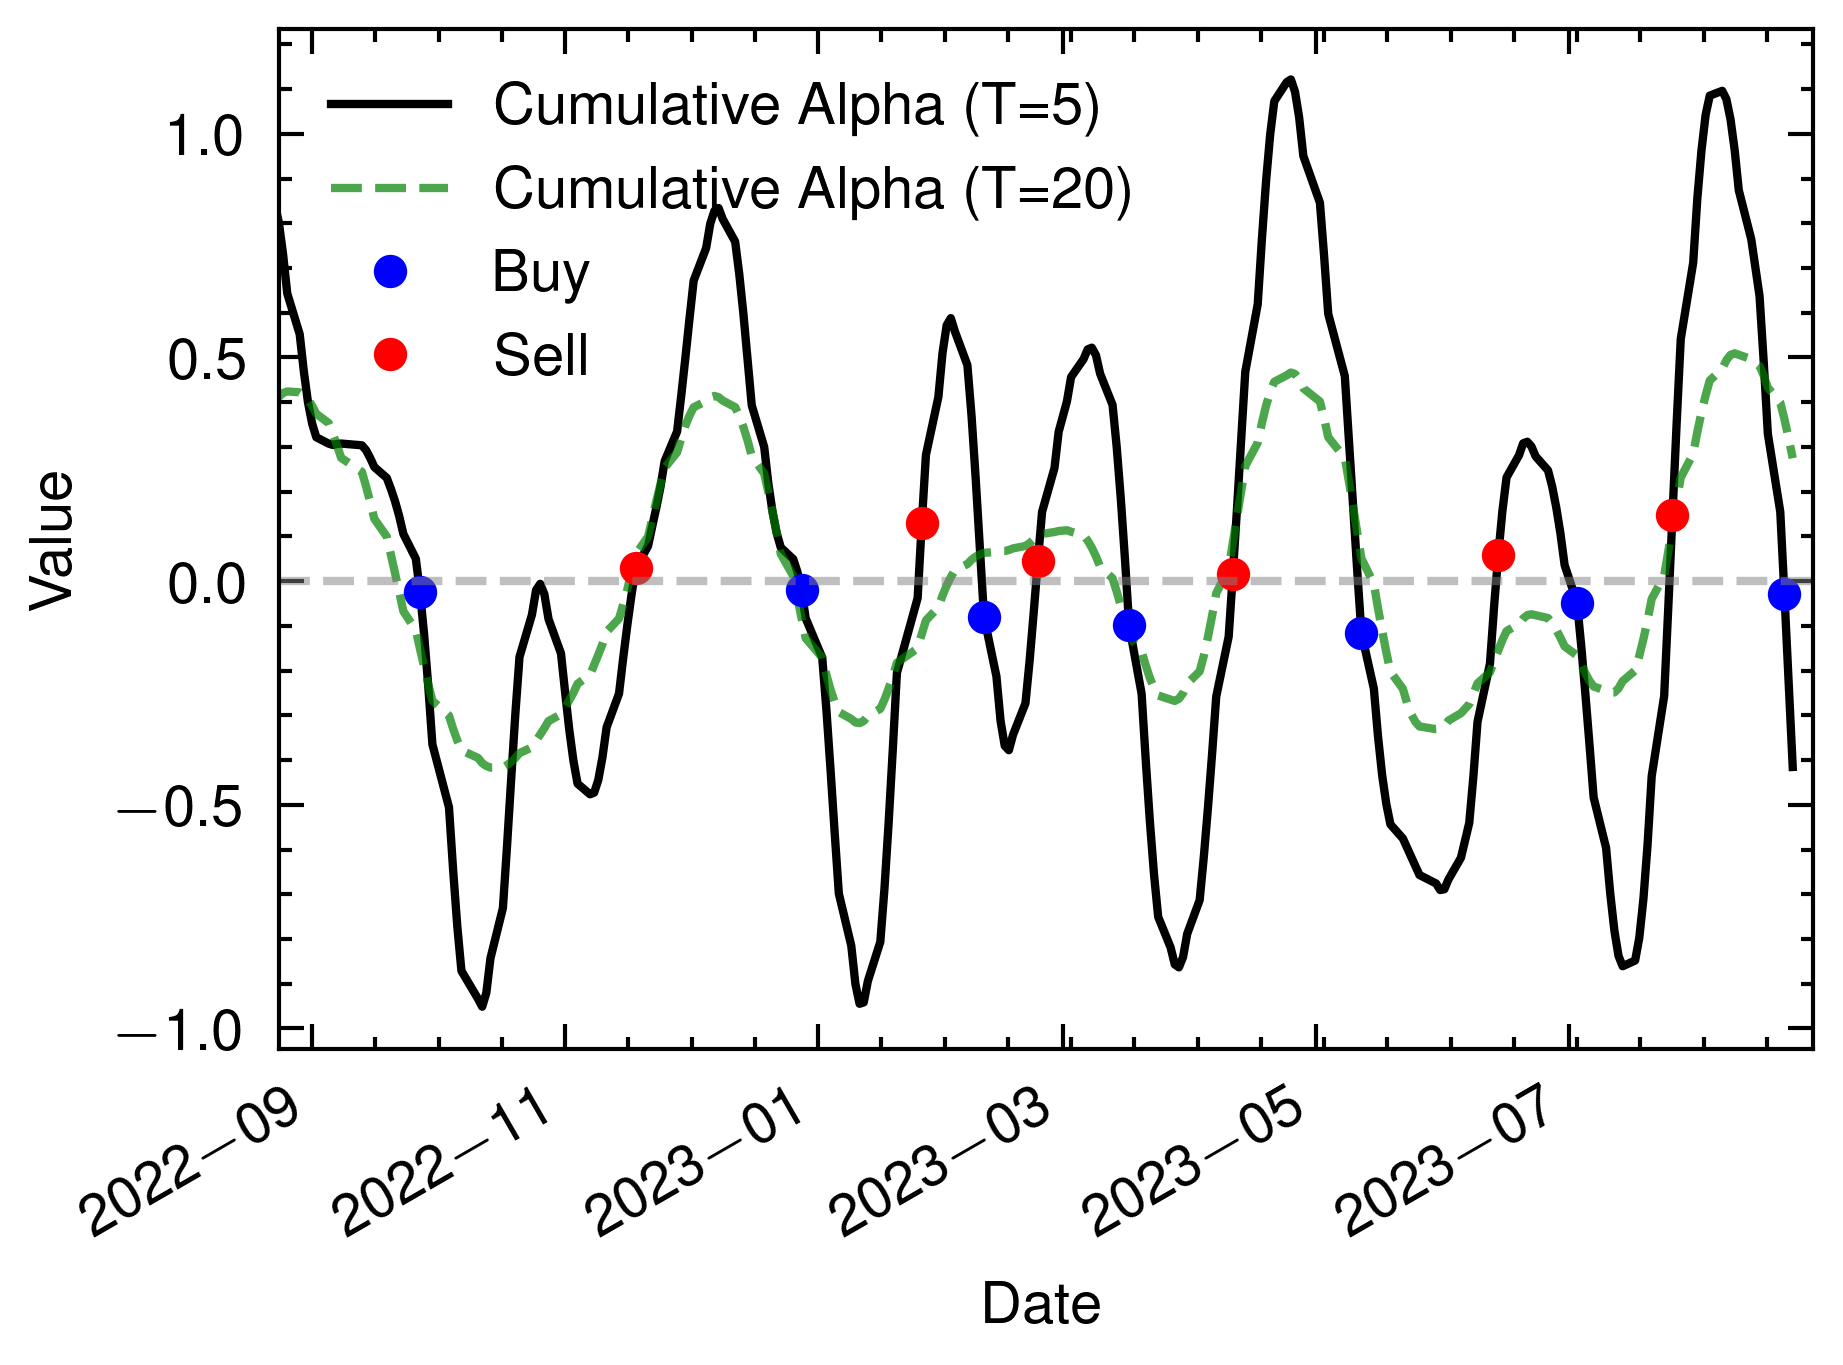 Cumulative Alpha (T=5)
Cumulative Alpha (T=20)
Buy
Sell
Value
1.0
0.5
0.0
−0.5
−1.0
2022−09
2022−11
2023−01
2023−03
2023−05
2023−07
Date